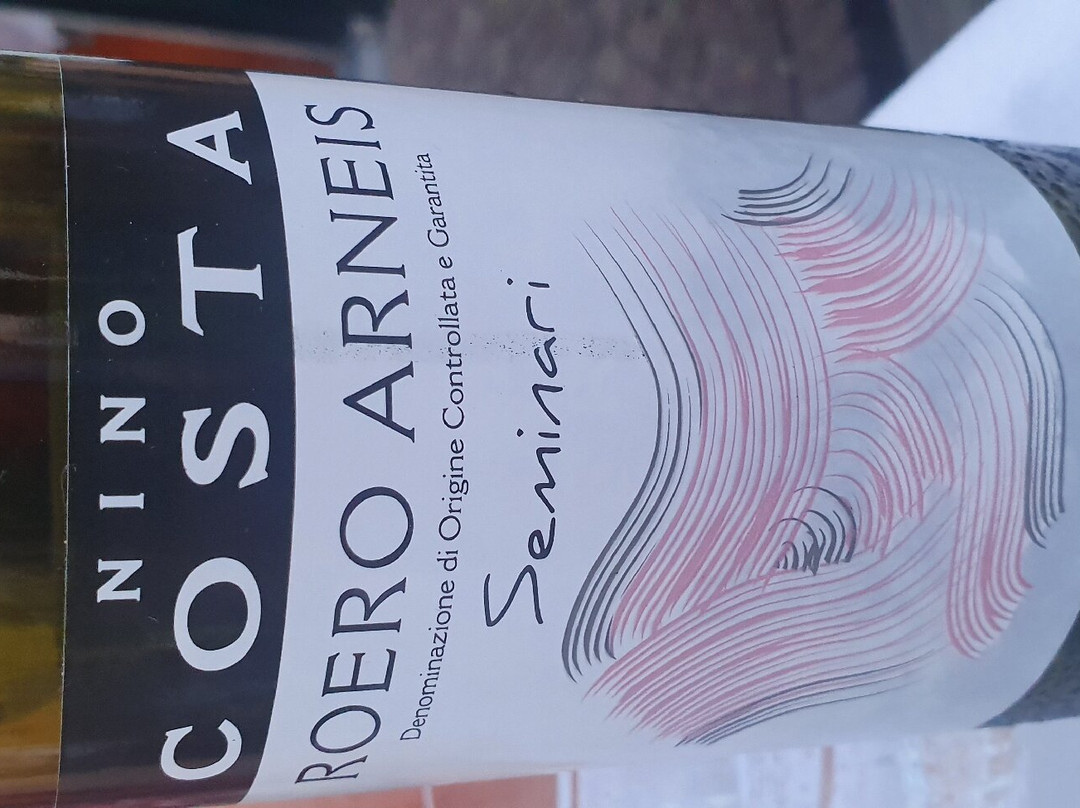 NINO
COSTA
ROERO ARNEIS
Denominazione di Origine Controllata e Garantita
Seminari